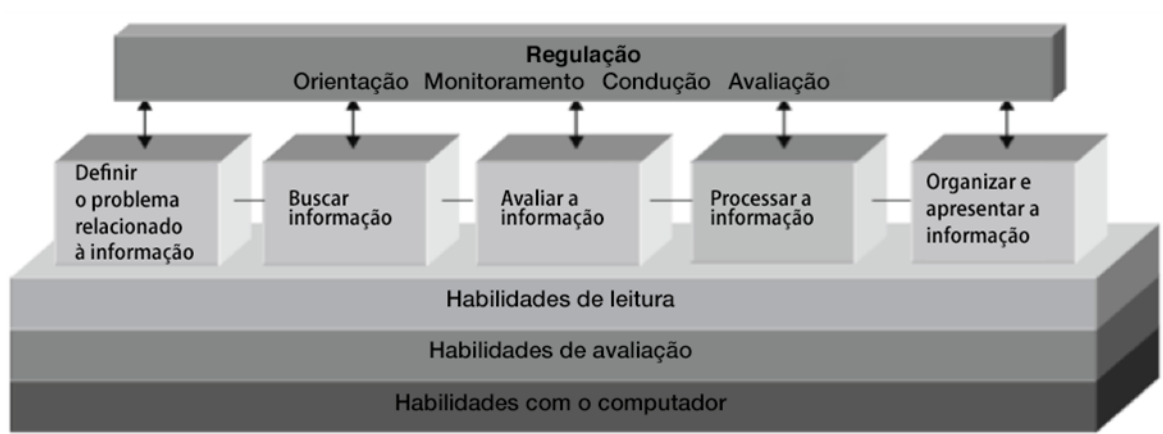 Regulação
Orientação Monitoramento Condução Avaliação
Definir
o problema
relacionado
à informação
Buscar
informação
Avaliar a
informação
Processar a
informação
Organizar e
apresentar a
informação
Habilidades de leitura
Habilidades de avaliação
Habilidades com o computador